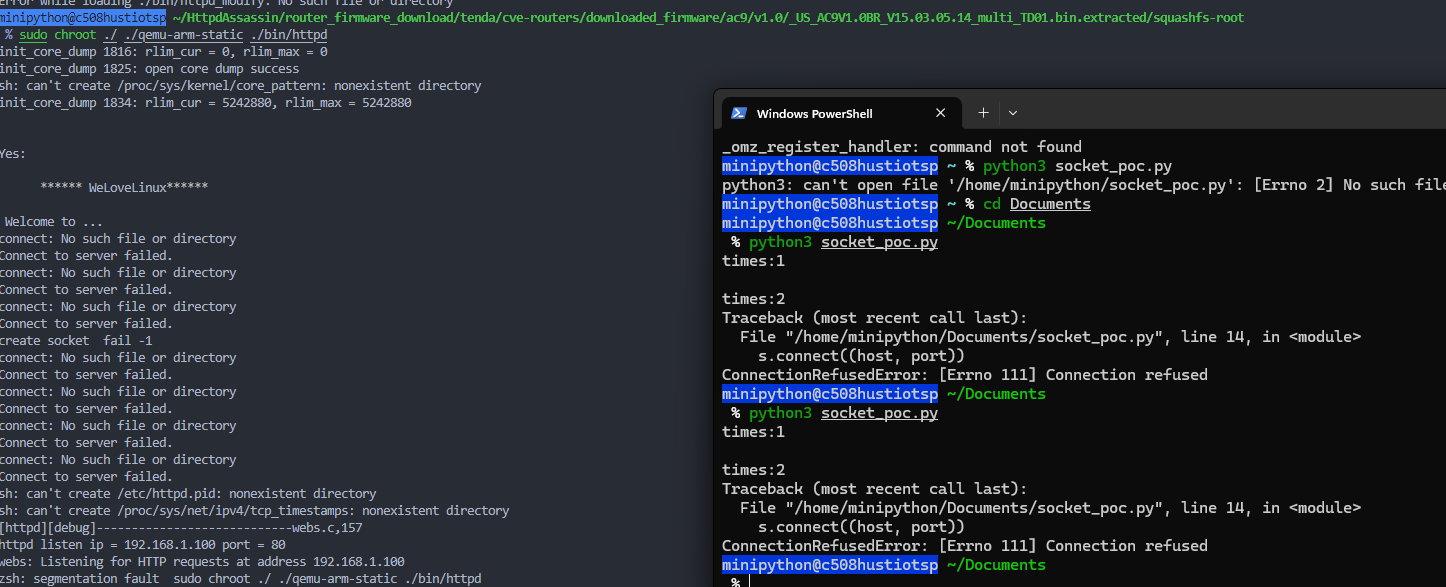 Error while loading ./bin/httpd_modify: No such file or directory
minipython@c508hustiotsp ~/HttpdAssassin/router_firmware_download/tenda/cve-routers/downloaded_firmware/ac9/v1.0/_US_AC9V1.0BR_V15.03.05.14_multi_TD01.bin.extracted/squashfs-root
% sudo chroot ./ ./qemu-arm-static ./bin/httpd
init_core_dump 1816: rlim_cur = 0, rlim_max = 0
init_core_dump 1825: open core dump success
sh: can't create /proc/sys/kernel/core_pattern: nonexistent directory
init_core_dump 1834: rlim_cur = 5242880, rlim_max = 5242880
Yes:
****** WeLoveLinux******
Welcome to ...
connect: No such file or directory
Connect to server failed.
connect: No such file or directory
Connect to server failed.
connect: No such file or directory
Connect to server failed.
create socket  fail -1
connect: No such file or directory
Connect to server failed.
connect: No such file or directory
Connect to server failed.
connect: No such file or directory
Connect to server failed.
connect: No such file or directory
Connect to server failed.
sh: can't create /etc/httpd.pid: nonexistent directory
sh: can't create /proc/sys/net/ipv4/tcp_timestamps: nonexistent directory
[httpd][debug]----------------------------webs.c,157
httpd listen ip = 192.168.1.100 port = 80
webs: Listening for HTTP requests at address 192.168.1.100
zsh: segmentation fault  sudo chroot ./ ./qemu-arm-static ./bin/httpd
Windows PowerShell
_omz_register_handler: command not found
minipython@c508hustiotsp ~ % python3 socket_poc.py
python3: can't open file '/home/minipython/socket_poc.py': [Errno 2] No such file
minipython@c508hustiotsp ~ % cd Documents
minipython@c508hustiotsp ~/Documents
% python3 socket_poc.py
times:1
times:2
Traceback (most recent call last):
File "/home/minipython/Documents/socket_poc.py", line 14, in <module>
s.connect((host, port))
ConnectionRefusedError: [Errno 111] Connection refused
minipython@c508hustiotsp ~/Documents
% python3 socket_poc.py
times:1
times:2
Traceback (most recent call last):
File "/home/minipython/Documents/socket_poc.py", line 14, in <module>
s.connect((host, port))
ConnectionRefusedError: [Errno 111] Connection refused
minipython@c508hustiotsp ~/Documents
%